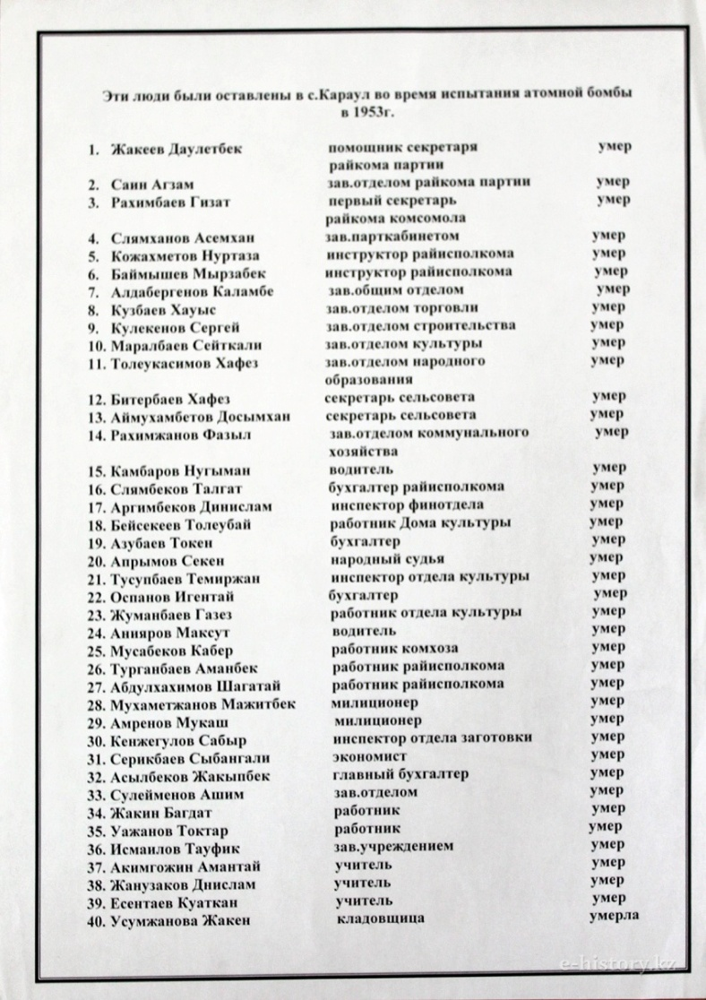 Эти люди были оставлены в с.Караул во время испытания атомной бомбы
в 1953г.
1. Жакеев Даулетбек помощник секретаря умер
райкома партии
2. Саин Агзам зав.отделом райкома партии умер
3. Рахимбаев Гизат первый секретарь умер
райкома комсомола
4. Слямханов Асемхан зав.парткабинетом умер
5. Кожахметов Нуртаза инструктор райисполкома умер
6. Баймышев Мырзабек инструктор райисполкома умер
7. Алдабергенов Каламбе зав.общим отделом умер
8. Кузбаев Хауыс зав.отделом торговли умер
9. Кулекенов Сергей зав.отделом строительства умер
10. Маралбаев Сейткали зав.отделом культуры умер
11. Толеукасимов Хафез зав.отделом народного умер
образования
12. Битербаев Хафез секретарь сельсовета умер
13. Аймухамбетов Досымхан секретарь сельсовета умер
14. Рахимжанов Фазыл зав.отделом коммунального умер
хозяйства
15. Камбаров Нугыман водитель умер
16. Слямбеков Талгат бухгалтер райисполкома умер
17. Аргимбеков Динислам инспектор финотдела умер
18. Бейсекеев Толеубай работник Дома культуры умер
19. Азубаев Токен бухгалтер умер
20. Апрымов Секен народный судья умер
21. Тусупбаев Темиржан инспектор отдела культуры умер
22. Оспанов Игентай бухгалтер умер
23. Жуманбаев Газез работник отдела культуры умер
24. Анияров Максут водитель умер
25. Мусабеков Кабер работник комхоза умер
26. Турганбаев Аманбек работник райисполкома умер
27. Абдулхахимов Шагатай работник райисполкома умер
28. Мухаметжанов Мажитбек милиционер умер
29. Амренов Мукаш милиционер умер
30. Кенжегулов Сабыр инспектор отдела заготовки умер
31. Серикбаев Сыбангали экономист умер
32. Асылбеков Жакыпбек главный бухгалтер умер
33. Сулейменов Ашим зав.отделом умер
34. Жакин Багдат работник умер
35. Уажанов Токтар работник умер
36. Исмаилов Тауфик зав.учреждением умер
37. Акимгожин Амантай учитель умер
38. Жанузаков Днислам учитель умер
39. Есентаев Куаткан учитель умер
40. Усумжанова Жакен кладовщица умерла
e-history.kz